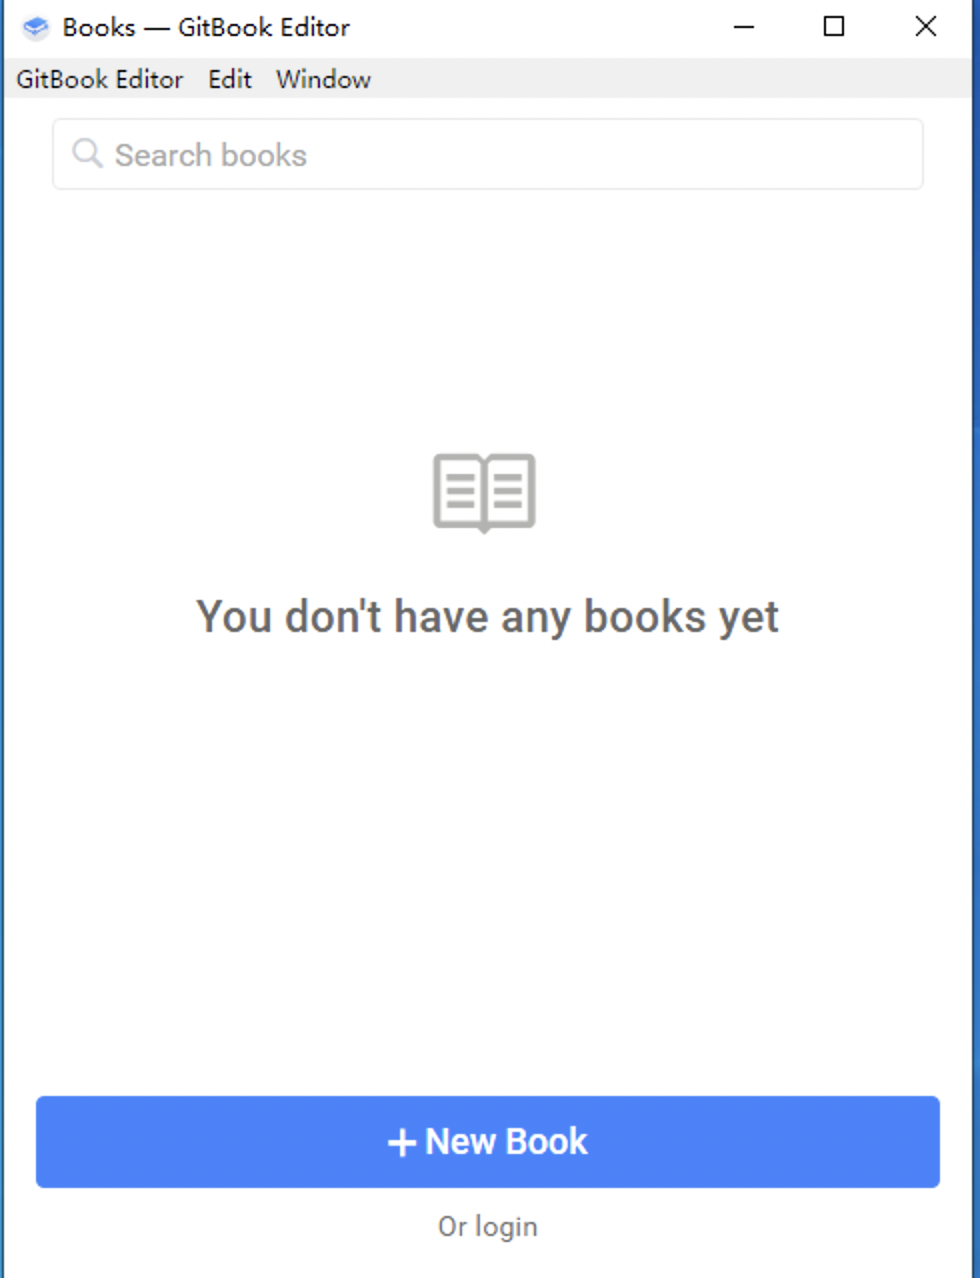 Books — GitBook Editor
GitBook Editor Edit Window
Search books
You don't have any books yet
+ New Book
Or login